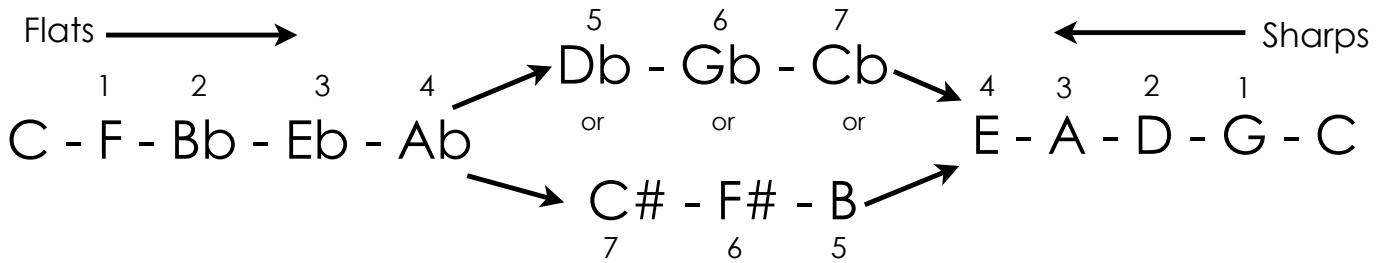 5 6 7
Flats Sharps
Db - Gb - Cb
1 2 3 4 4 3 2 1
or or or
C - F - Bb - Eb - Ab E - A - D - G - C
C# - F# - B
7 6 5